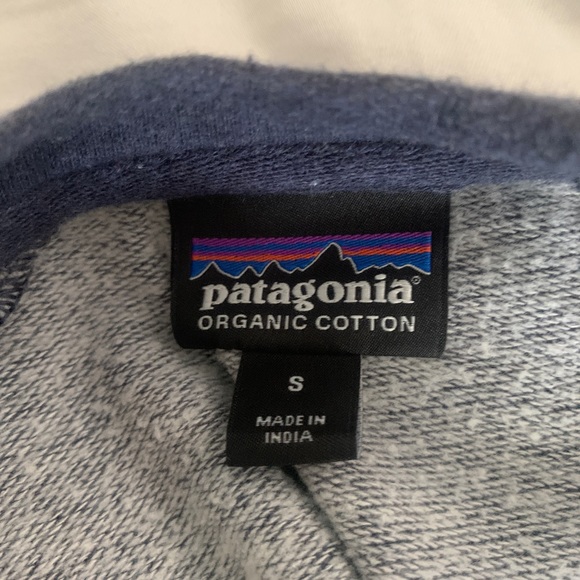 patagonia®
ORGANIC COTTON
S
MADE IN
INDIA